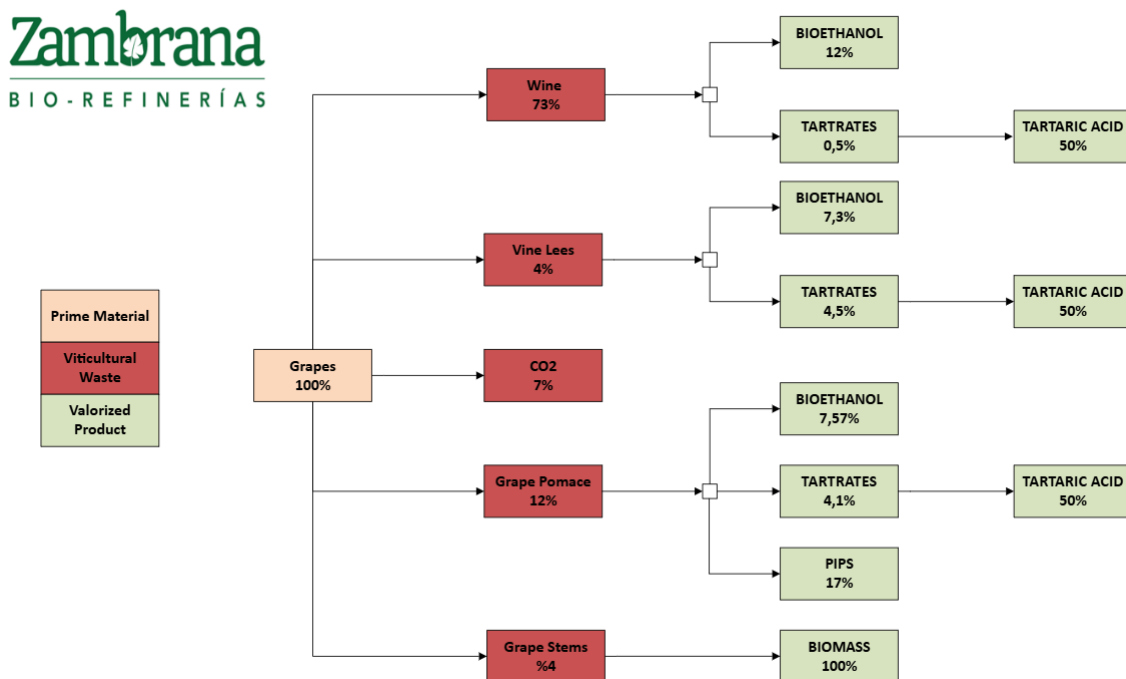 Zambrana
BIO-REFINERÍAS
Prime Material
Viticultural
Waste
Valorized
Product
Grapes
100%
Wine
73%
BIOETHANOL
12%
TARTRATES
0,5%
TARTARIC ACID
50%
Vine Lees
4%
BIOETHANOL
7,3%
TARTRATES
4,5%
TARTARIC ACID
50%
CO2
7%
Grape Pomace
12%
BIOETHANOL
7,57%
TARTRATES
4,1%
TARTARIC ACID
50%
PIPS
17%
Grape Stems
%4
BIOMASS
100%